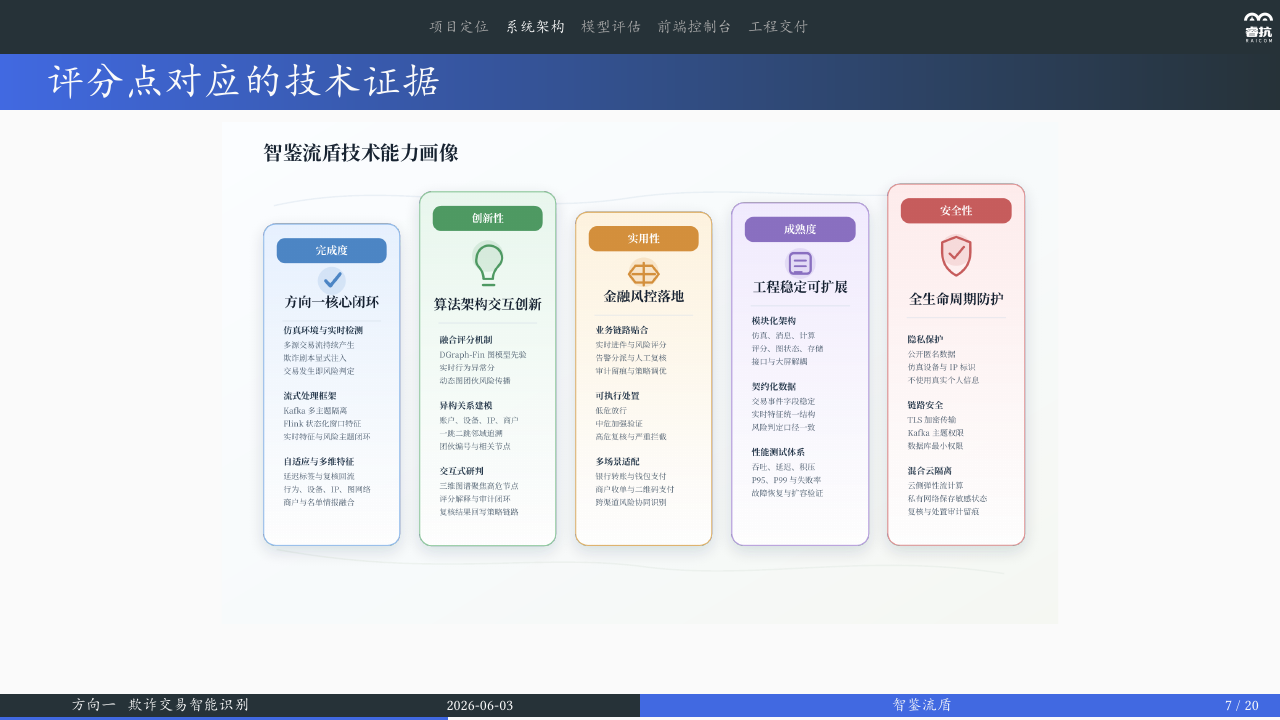 项目定位 系统架构 模型评估 前端控制台 工程交付
睿抗
RAICOM
评分点对应的技术证据
智鉴流盾技术能力画像
完成度
方向一核心闭环
仿真环境与实时检测
多源交易流持续产生
欺诈剧本显式注入
交易发生即风险判定
流式处理框架
Kafka 多主题隔离
Flink 状态化窗口特征
实时特征与风险主题闭环
自适应与多维特征
延迟标签与复核回流
行为、设备、IP、图网络
商户与名单情报融合
创新性
算法架构交互创新
融合评分机制
DGraph-Fin 图模型先验
实时行为异常分
动态图团伙风险传播
异构关系建模
账户、设备、IP、商户
一跳二跳邻域追溯
团伙编号与相关节点
交互式研判
三维图谱聚焦高危节点
评分解释与审计闭环
复核结果回写策略链路
实用性
金融风控落地
业务链路贴合
实时进件与风险评分
告警分派与人工复核
审计留痕与策略调优
可执行处置
低危放行
中危加强验证
高危复核与严重拦截
多场景适配
银行转账与钱包支付
商户收单与二维码支付
跨渠道风险协同识别
成熟度
工程稳定可扩展
模块化架构
仿真、消息、计算
评分、图状态、存储
接口与大屏解耦
契约化数据
交易事件字段稳定
实时特征统一结构
风险判定口径一致
性能测试体系
吞吐、延迟、积压
P95、P99 与失败率
故障恢复与扩容验证
安全性
全生命周期防护
隐私保护
公开匿名数据
仿真设备与 IP 标识
不使用真实个人信息
链路安全
TLS 加密传输
Kafka 主题权限
数据库最小权限
混合云隔离
云侧弹性流计算
私有网络保存敏感状态
复核与处置审计留痕
方向一 欺诈交易智能识别 2026-06-03 智鉴流盾 7 / 20